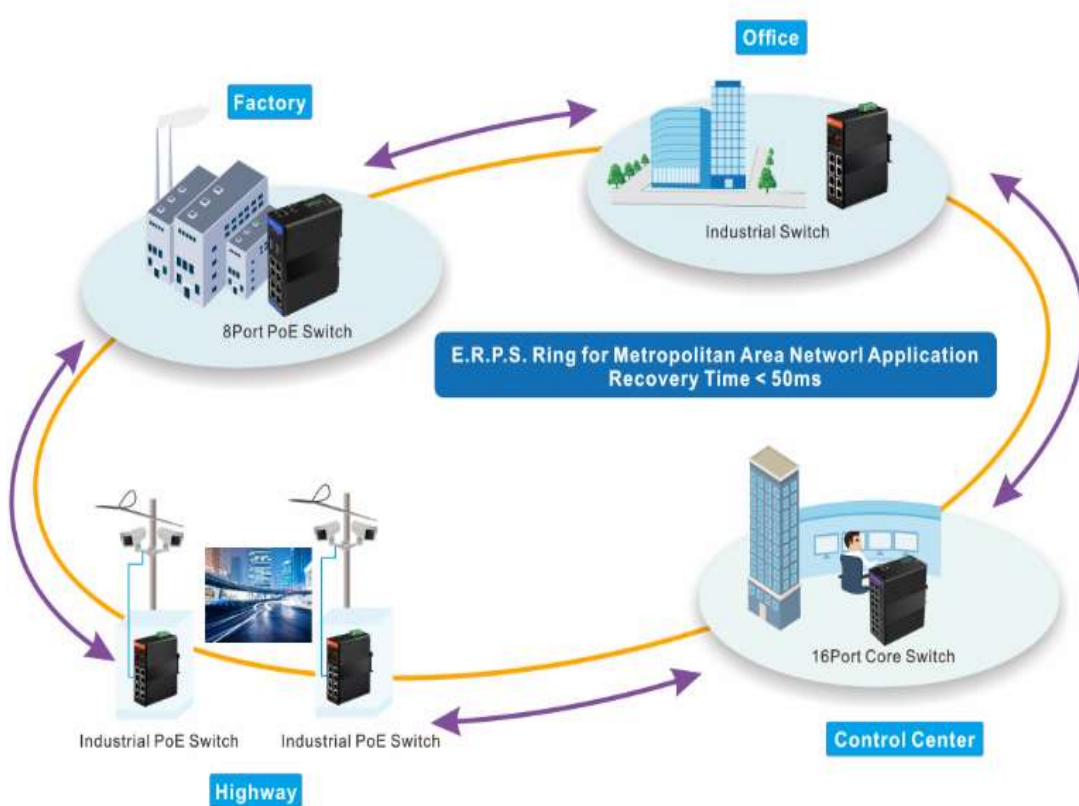 Office
Factory
Industrial Switch
8Port PoE Switch
E.R.P.S. Ring for Metropolitan Area Networl Application
Recovery Time < 50ms
16Port Core Switch
Industrial PoE Switch
Industrial PoE Switch
Control Center
Highway